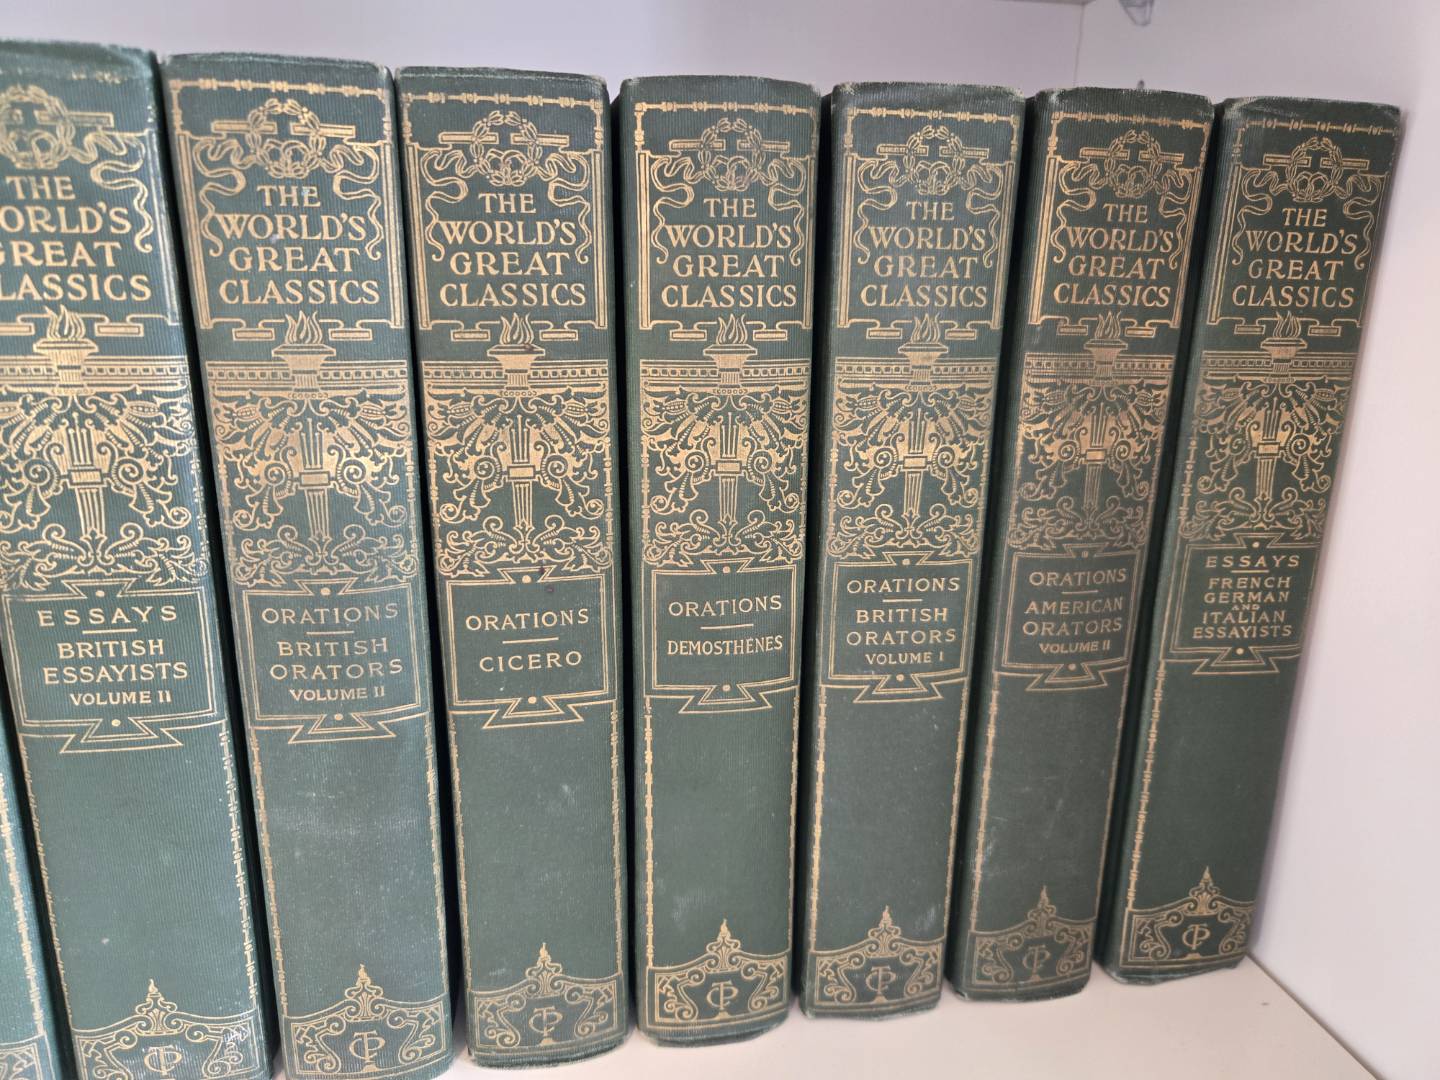 THE
WORLD'S
GREAT
CLASSICS
ESSAYS
BRITISH
ESSAYISTS
VOLUME II
THE
WORLD'S
GREAT
CLASSICS
ORATIONS
BRITISH
ORATORS
VOLUME II
THE
WORLD'S
GREAT
CLASSICS
ORATIONS
CICERO
THE
WORLD'S
GREAT
CLASSICS
ORATIONS
DEMOSTHENES
THE
WORLD'S
GREAT
CLASSICS
ORATIONS
BRITISH
ORATORS
VOLUME I
THE
WORLD'S
GREAT
CLASSICS
ORATIONS
AMERICAN
ORATORS
VOLUME II
THE
WORLD'S
GREAT
CLASSICS
ESSAYS
FRENCH
GERMAN
AND
ITALIAN
ESSAYISTS